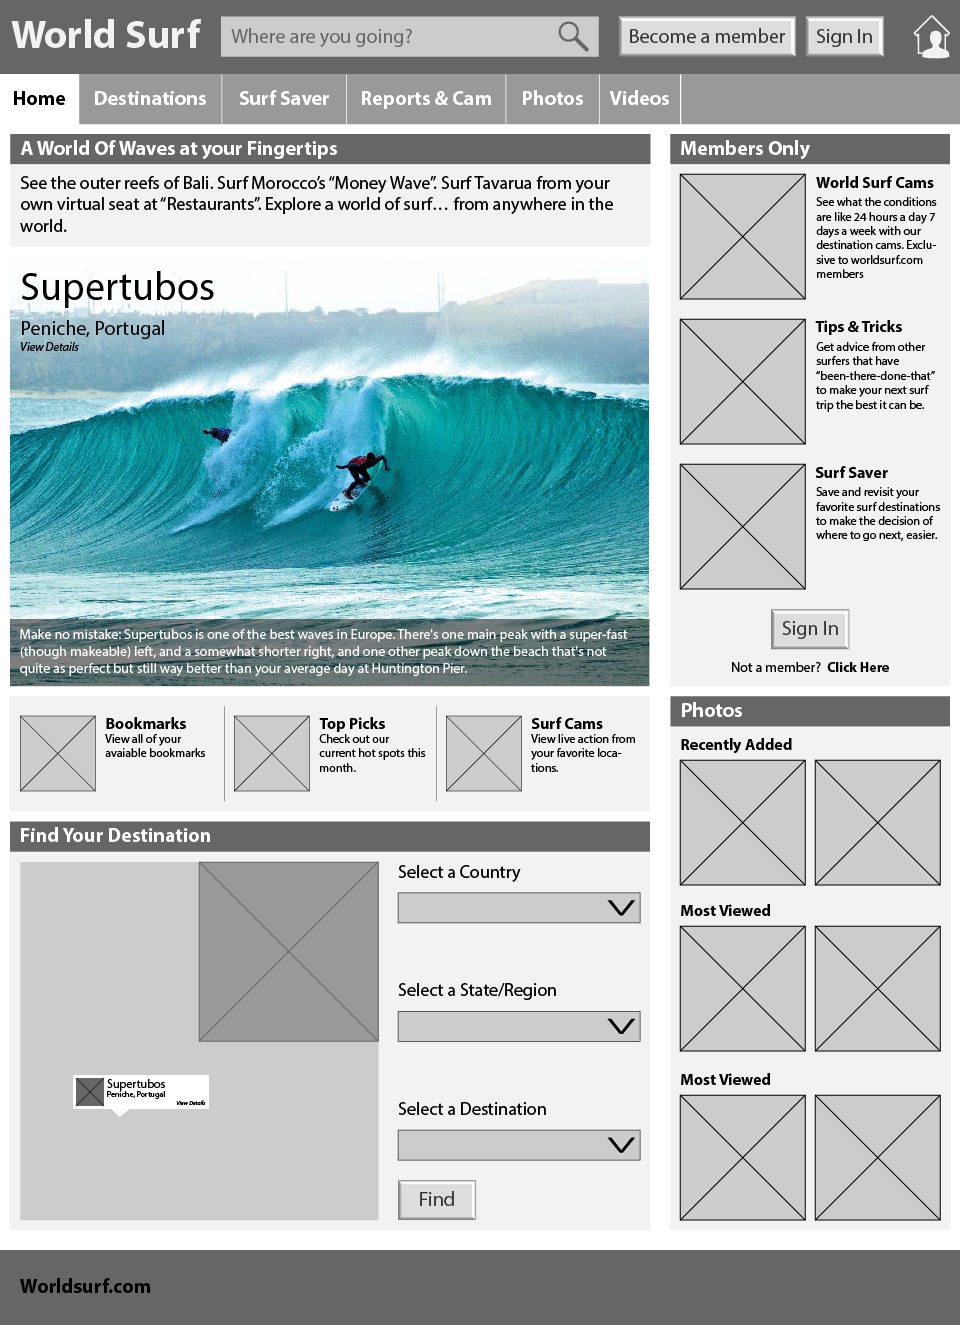 World Surf
Where are you going?
Become a member
Sign In
Home
Destinations
Surf Saver
Reports & Cam
Photos
Videos
A World Of Waves at your Fingertips
See the outer reefs of Bali. Surf Morocco's “Money Wave”. Surf Tavarua from your
own virtual seat at “Restaurants”. Explore a world of surf… from anywhere in the
world.
Supertubos
Peniche, Portugal
View Details
Make no mistake: Supertubos is one of the best waves in Europe. There's one main peak with a super-fast
(though makeable) left, and a somewhat shorter right, and one other peak down the beach that's not
quite as perfect but still way better than your average day at Huntington Pier.
Bookmarks
View all of your
avaiable bookmarks
Top Picks
Check out our
current hot spots this
month.
Surf Cams
View live action from
your favorite loca-
tions.
Find Your Destination
Supertubos
Peniche, Portugal
View Details
Select a Country
Select a State/Region
Select a Destination
Find
Members Only
World Surf Cams
See what the conditions
are like 24 hours a day 7
days a week with our
destination cams. Exclu-
sive to worldsurf.com
members
Tips & Tricks
Get advice from other
surfers that have
“been-there-done-that”
to make your next surf
trip the best it can be.
Surf Saver
Save and revisit your
favorite surf destinations
to make the decision of
where to go next, easier.
Sign In
Not a member? Click Here
Photos
Recently Added
Most Viewed
Most Viewed
Worldsurf.com